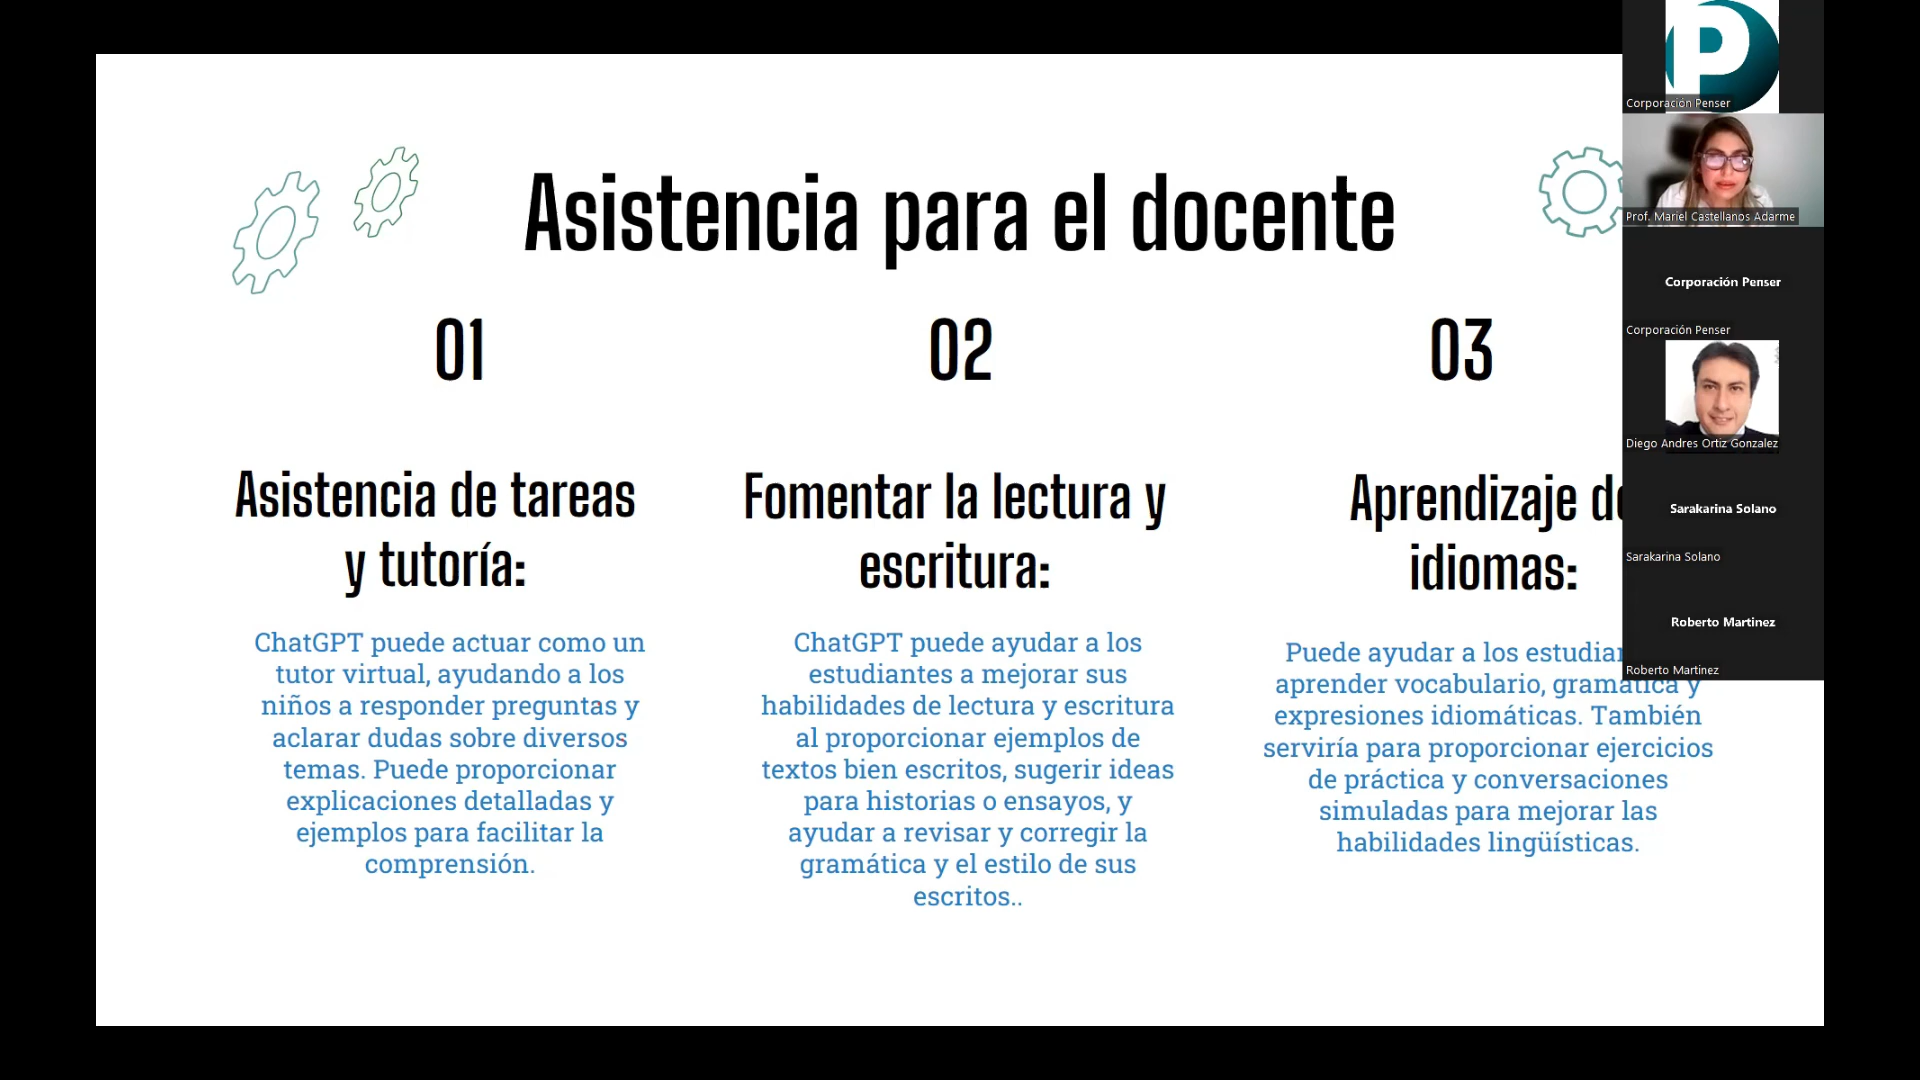 Asistencia para el docente
01
Asistencia de tareas
y tutoría:
ChatGPT puede actuar como un
tutor virtual, ayudando a los
niños a responder preguntas y
aclarar dudas sobre diversos
temas. Puede proporcionar
explicaciones detalladas y
ejemplos para facilitar la
comprensión.
02
Fomentar la lectura y
escritura:
ChatGPT puede ayudar a los
estudiantes a mejorar sus
habilidades de lectura y escritura
al proporcionar ejemplos de
textos bien escritos, sugerir ideas
para historias o ensayos, y
ayudar a revisar y corregir la
gramática y el estilo de sus
escritos..
03
Aprendizaje
idiomas:
Puede ayudar a los
aprender vocabulario, gramática y
expresiones idiomáticas. También
serviría para proporcionar ejercicios
de práctica y conversaciones
simuladas para mejorar las
habilidades lingüísticas.
P
Corporación Penser
Prof. Mariel Castellanos Adarme
Corporación Penser
Corporación Penser
Diego Andres Ortiz Gonzalez
Sarakarina Solano
Sarakarina Solano
Roberto Martinez
Roberto Martinez